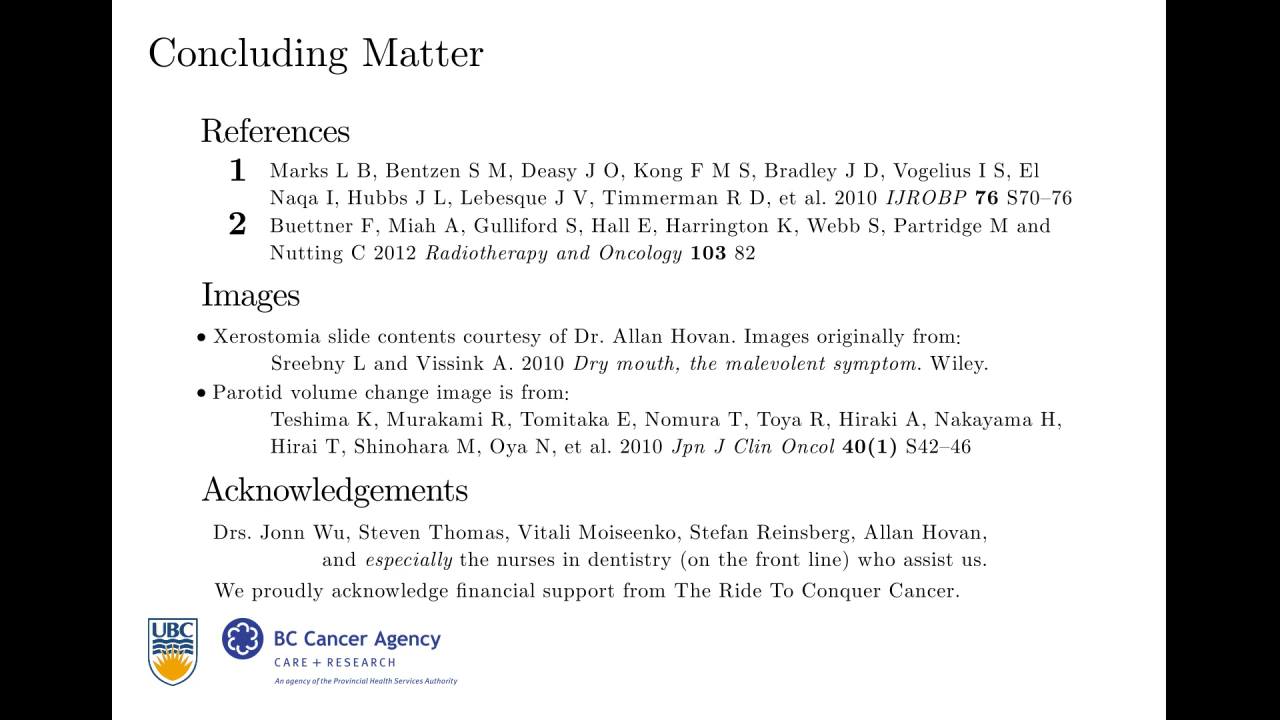 Concluding Matter
References
1 Marks L B, Bentzen S M, Deasy J O, Kong F M S, Bradley J D, Vogelius I S, El
Naqa I, Hubbs J L, Lebesque J V, Timmerman R D, et al. 2010 IJROBP 76 S70–76
2 Buettner F, Miah A, Gulliford S, Hall E, Harrington K, Webb S, Partridge M and
Nutting C 2012 Radiotherapy and Oncology 103 82
Images
• Xerostomia slide contents courtesy of Dr. Allan Hovan. Images originally from:
Sreebny L and Vissink A. 2010 Dry mouth, the malevolent symptom. Wiley.
• Parotid volume change image is from:
Teshima K, Murakami R, Tomitaka E, Nomura T, Toya R, Hiraki A, Nakayama H,
Hirai T, Shinohara M, Oya N, et al. 2010 Jpn J Clin Oncol 40(1) S42–46
Acknowledgements
Drs. Jonn Wu, Steven Thomas, Vitali Moiseenko, Stefan Reinsberg, Allan Hovan,
and especially the nurses in dentistry (on the front line) who assist us.
We proudly acknowledge financial support from The Ride To Conquer Cancer.
UBC
BC Cancer Agency
CARE + RESEARCH
An agency of the Provincial Health Services Authority